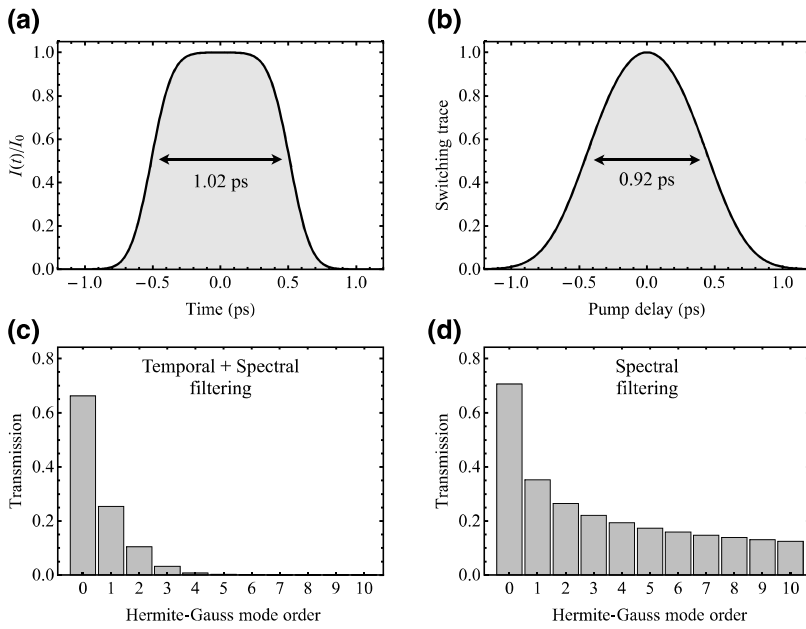 (a)
I(t)/I0
1.0
0.8
0.6
0.4
0.2
0.0
1.02 ps
−1.0 −0.5 0.0 0.5 1.0
Time (ps)
(b)
Switching trace
1.0
0.8
0.6
0.4
0.2
0.0
0.92 ps
−1.0 −0.5 0.0 0.5 1.0
Pump delay (ps)
(c)
Transmission
0.8
0.6
0.4
0.2
0.0
Temporal + Spectral
filtering
0 1 2 3 4 5 6 7 8 9 10
Hermite-Gauss mode order
(d)
Transmission
0.8
0.6
0.4
0.2
0.0
Spectral
filtering
0 1 2 3 4 5 6 7 8 9 10
Hermite-Gauss mode order